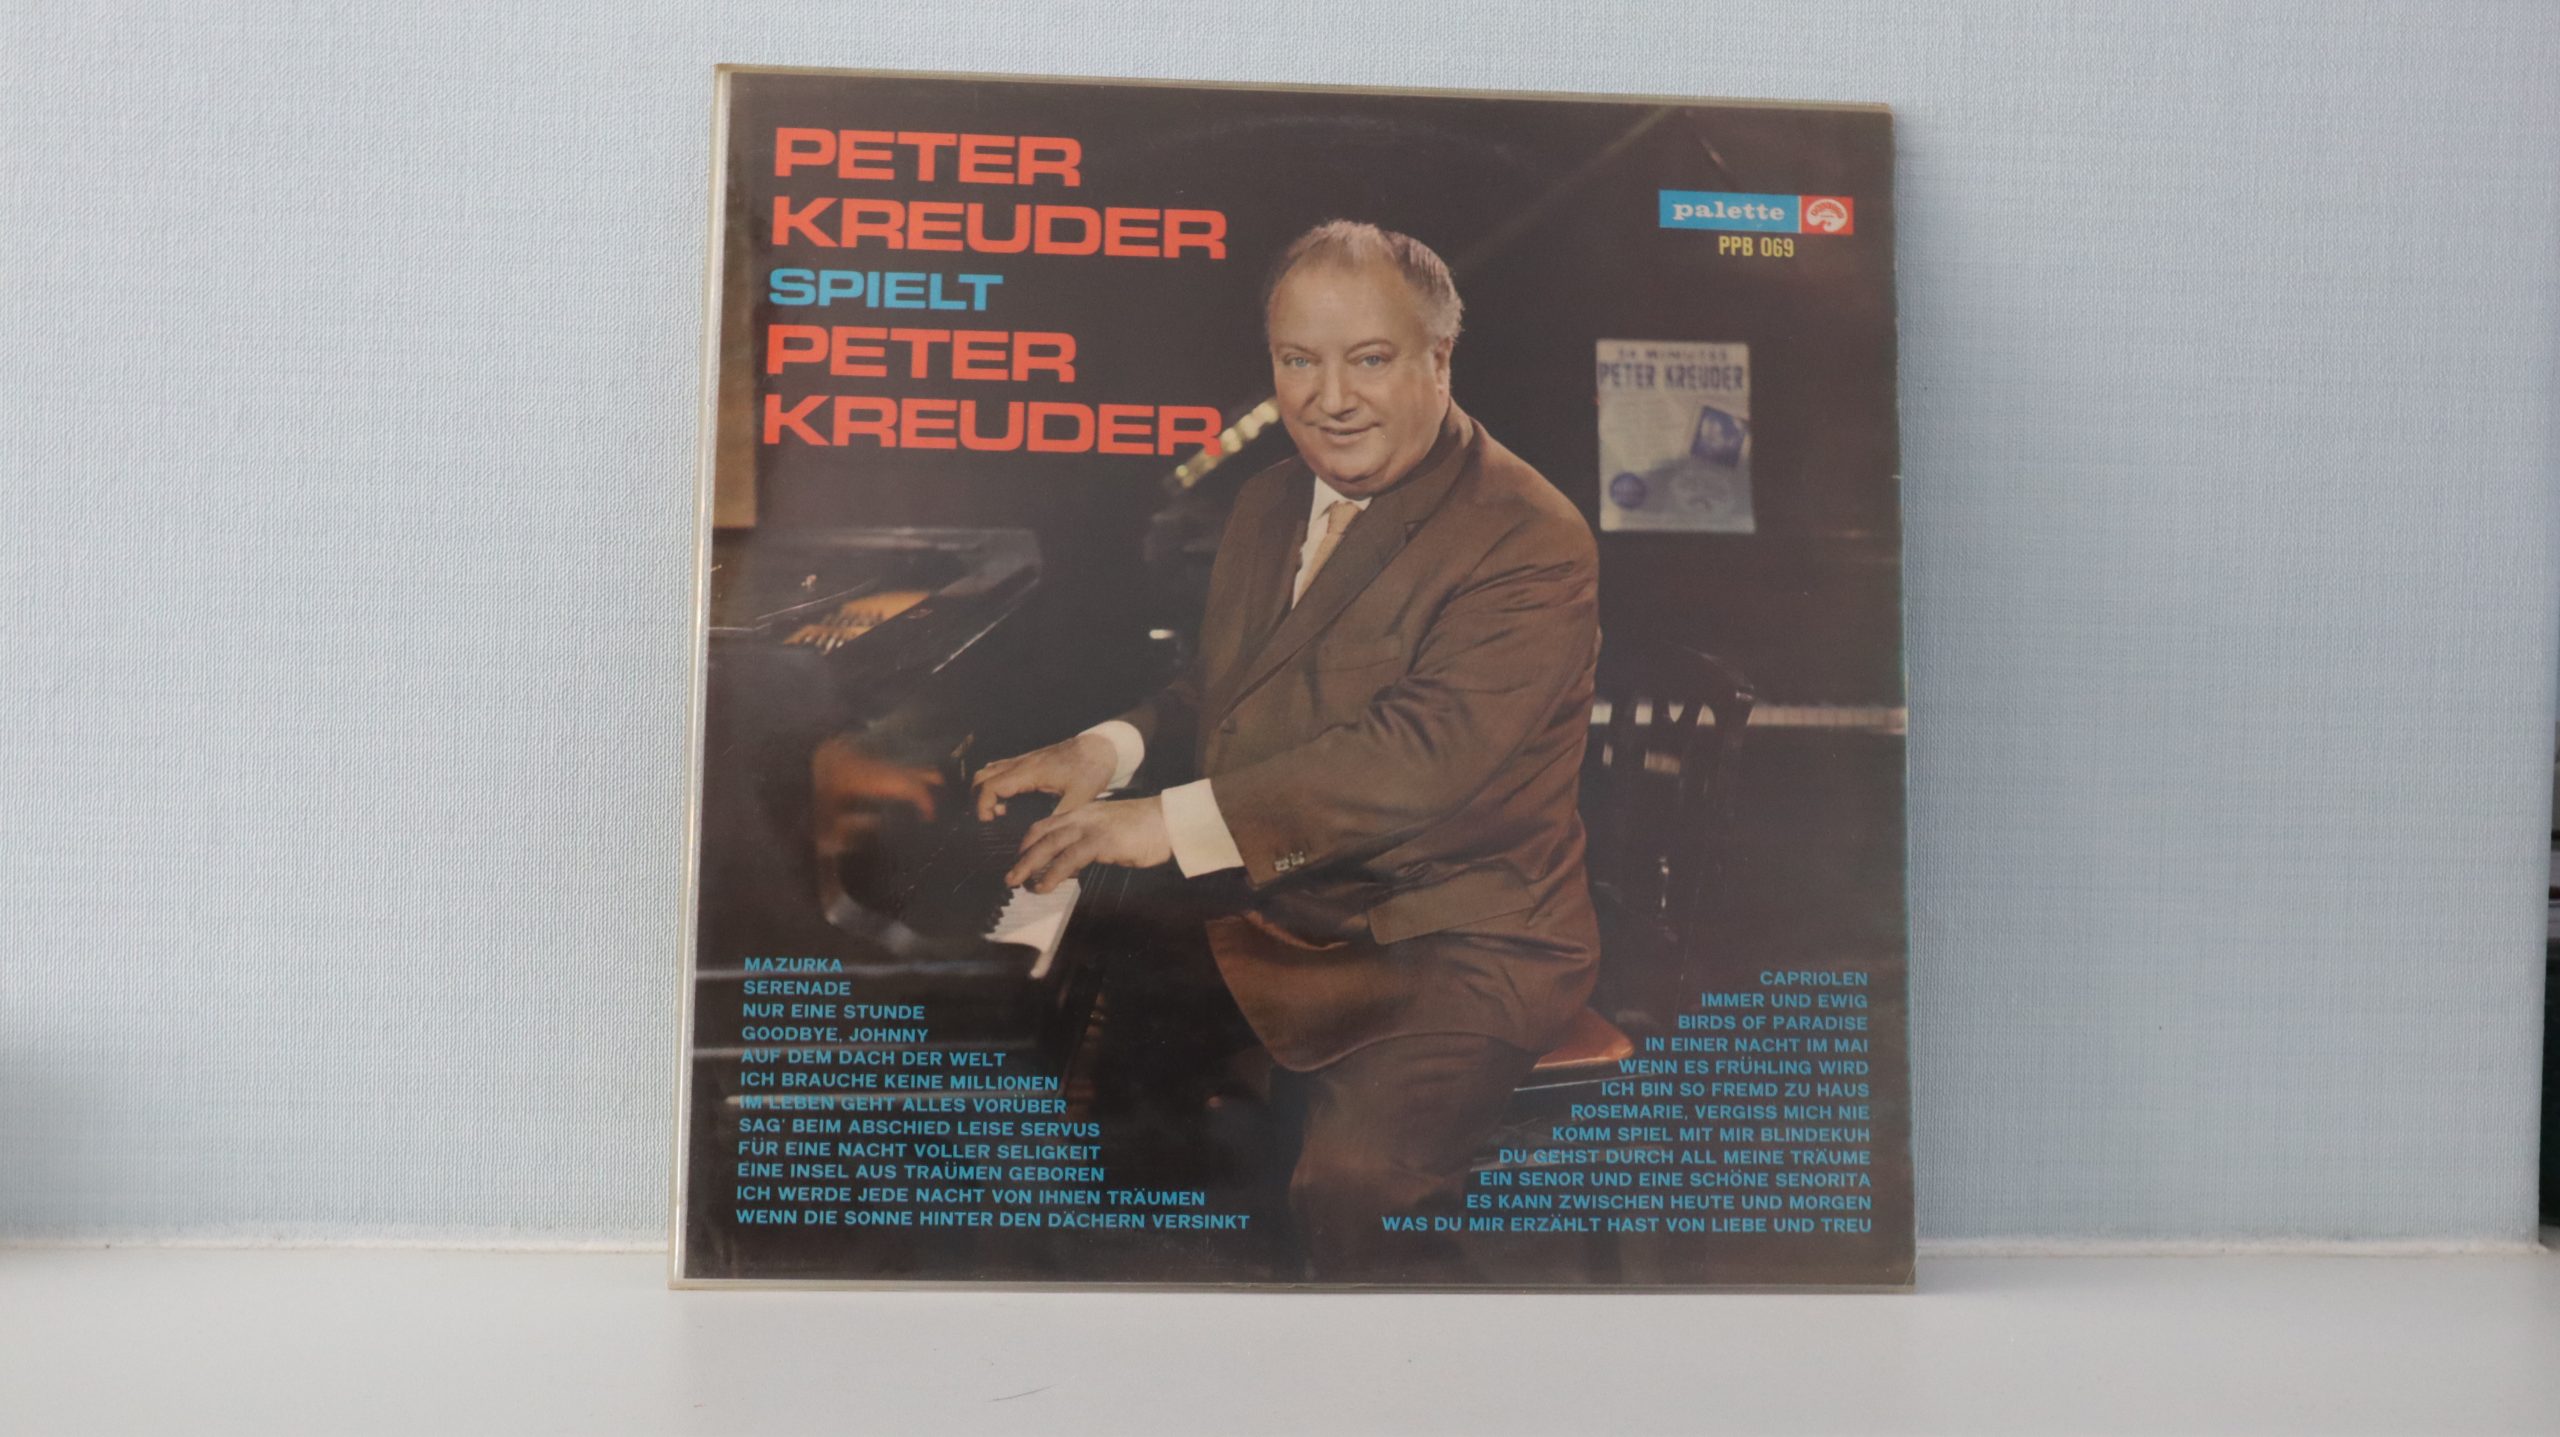 PETER
KREUDER
SPIELT
PETER
KREUDER
palette
PPB 069
PETER KREUDER
MAZURKA
SERENADE
NUR EINE STUNDE
GOODBYE, JOHNNY
AUF DEM DACH DER WELT
ICH BRAUCHE KEINE MILLIONEN
IM LEBEN GEHT ALLES VORÜBER
SAG' BEIM ABSCHIED LEISE SERVUS
FÜR EINE NACHT VOLLER SELIGKEIT
EINE INSEL AUS TRAÜMEN GEBOREN
ICH WERDE JEDE NACHT VON IHNEN TRÄUMEN
WENN DIE SONNE HINTER DEN DÄCHERN VERSINKT
CAPRIOLEN
IMMER UND EWIG
BIRDS OF PARADISE
IN EINER NACHT IM MAI
WENN ES FRÜHLING WIRD
ICH BIN SO FREMD ZU HAUS
ROSEMARIE, VERGISS MICH NIE
KOMM SPIEL MIT MIR BLINDEKUH
DU GEHST DURCH ALL MEINE TRÄUME
EIN SENOR UND EINE SCHÖNE SENORITA
ES KANN ZWISCHEN HEUTE UND MORGEN
WAS DU MIR ERZÄHLT HAST VON LIEBE UND TREU